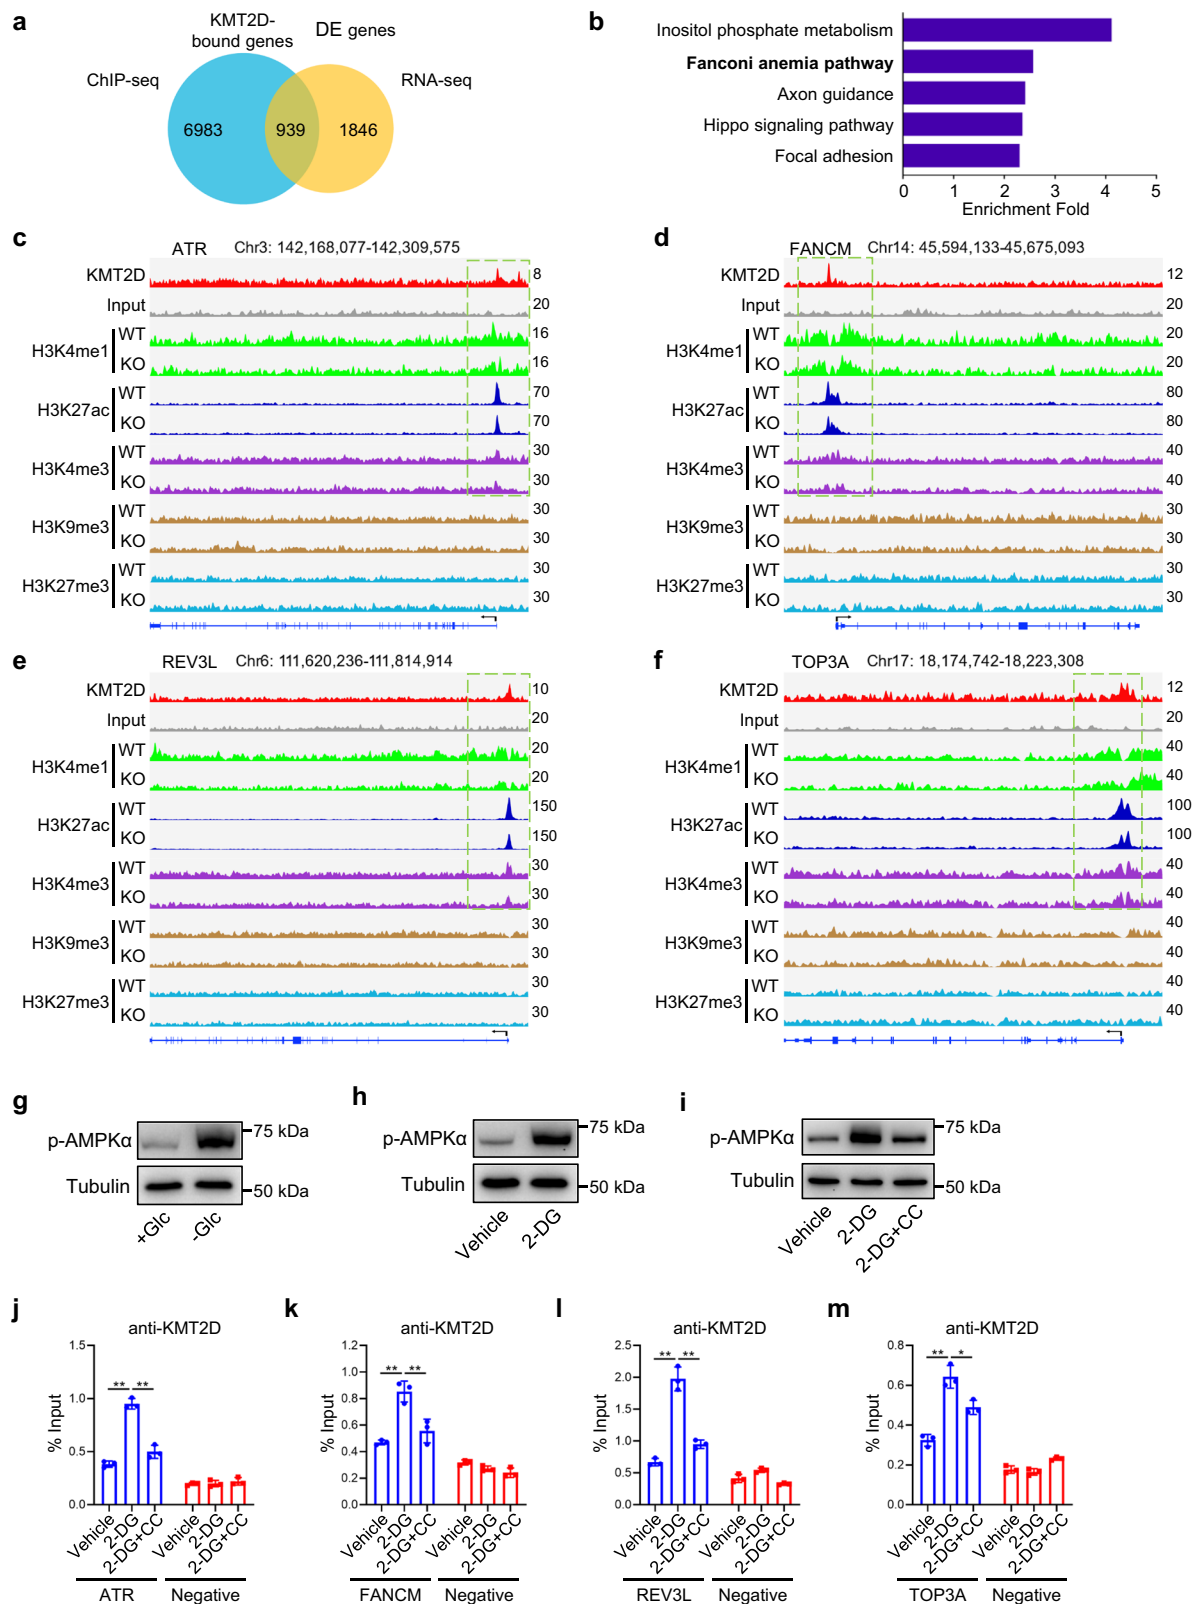 a
KMT2D-
bound genes
DE genes
ChIP-seq
RNA-seq
6983
939
1846
b
Inositol phosphate metabolism
Fanconi anemia pathway
Axon guidance
Hippo signaling pathway
Focal adhesion
0 1 2 3 4 5
Enrichment Fold
c
ATR Chr3: 142,168,077-142,309,575
KMT2D 8
Input 20
H3K4me1
WT 16
KO 16
H3K27ac
WT 70
KO 70
H3K4me3
WT 30
KO 30
H3K9me3
WT 30
KO 30
H3K27me3
WT 30
KO 30
d
FANCM Chr14: 45,594,133-45,675,093
KMT2D 12
Input 20
H3K4me1
WT 20
KO 20
H3K27ac
WT 80
KO 80
H3K4me3
WT 40
KO 40
H3K9me3
WT 30
KO 30
H3K27me3
WT 30
KO 30
e
REV3L Chr6: 111,620,236-111,814,914
KMT2D 10
Input 20
H3K4me1
WT 20
KO 20
H3K27ac
WT 150
KO 150
H3K4me3
WT 30
KO 30
H3K9me3
WT 30
KO 30
H3K27me3
WT 30
KO 30
f
TOP3A Chr17: 18,174,742-18,223,308
KMT2D 12
Input 20
H3K4me1
WT 40
KO 40
H3K27ac
WT 100
KO 100
H3K4me3
WT 40
KO 40
H3K9me3
WT 40
KO 40
H3K27me3
WT 40
KO 40
g
p-AMPKα
75 kDa
Tubulin
50 kDa
+Glc
-Glc
h
p-AMPKα
75 kDa
Tubulin
50 kDa
Vehicle
2-DG
i
p-AMPKα
75 kDa
Tubulin
50 kDa
Vehicle
2-DG
2-DG+CC
j
anti-KMT2D
% Input
1.5
1.0
0.5
0.0
** **
Vehicle
2-DG
2-DG+CC
Vehicle
2-DG
2-DG+CC
ATR Negative
k
anti-KMT2D
% Input
1.2
1.0
0.8
0.6
0.4
0.2
0.0
** **
Vehicle
2-DG
2-DG+CC
Vehicle
2-DG
2-DG+CC
FANCM Negative
l
anti-KMT2D
% Input
2.5
2.0
1.5
1.0
0.5
0.0
** **
Vehicle
2-DG
2-DG+CC
Vehicle
2-DG
2-DG+CC
REV3L Negative
m
anti-KMT2D
% Input
0.8
0.6
0.4
0.2
0.0
** *
Vehicle
2-DG
2-DG+CC
Vehicle
2-DG
2-DG+CC
TOP3A Negative